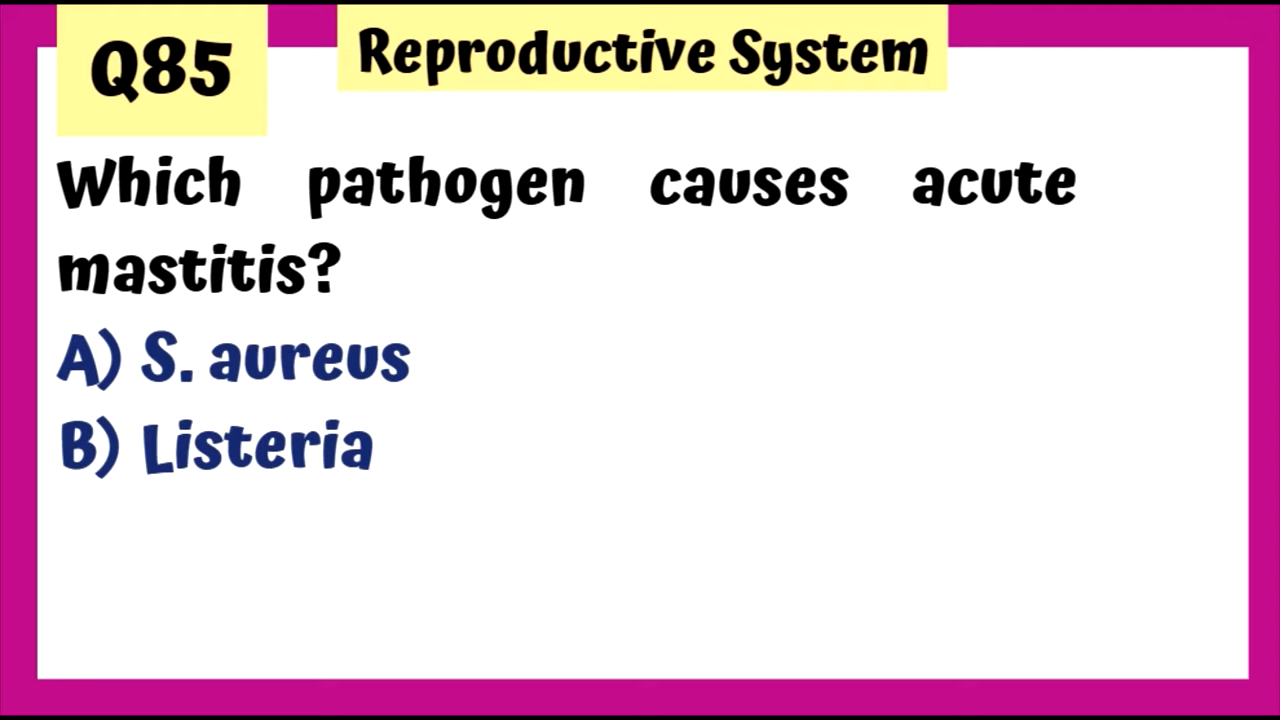 Q85
Reproductive System
Which pathogen causes acute
mastitis?
A) S. aureus
B) Listeria